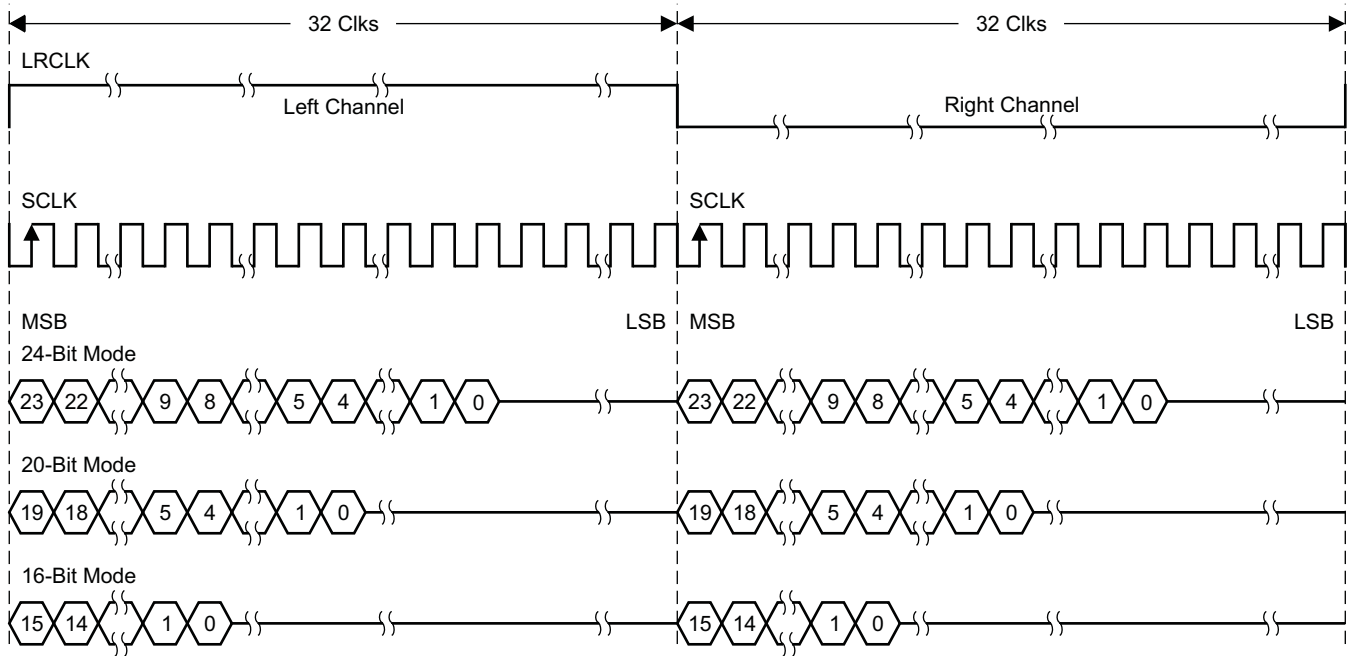 32 Clks 32 Clks
LRCLK
Left Channel Right Channel
SCLK SCLK
MSB LSB MSB LSB
24-Bit Mode
23 22 9 8 5 4 1 0 23 22 9 8 5 4 1 0
20-Bit Mode
19 18 5 4 1 0 19 18 5 4 1 0
16-Bit Mode
15 14 1 0 15 14 1 0